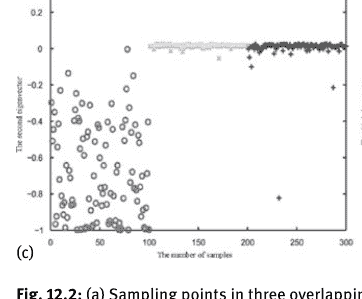 0.2
0
−0.2
−0.4
−0.6
−0.8
−1
The second eigenvector
0 50 100 150 200 250 300
The number of samples
(c)
Fig. 12.2: (a) Sampling points in three overlappin